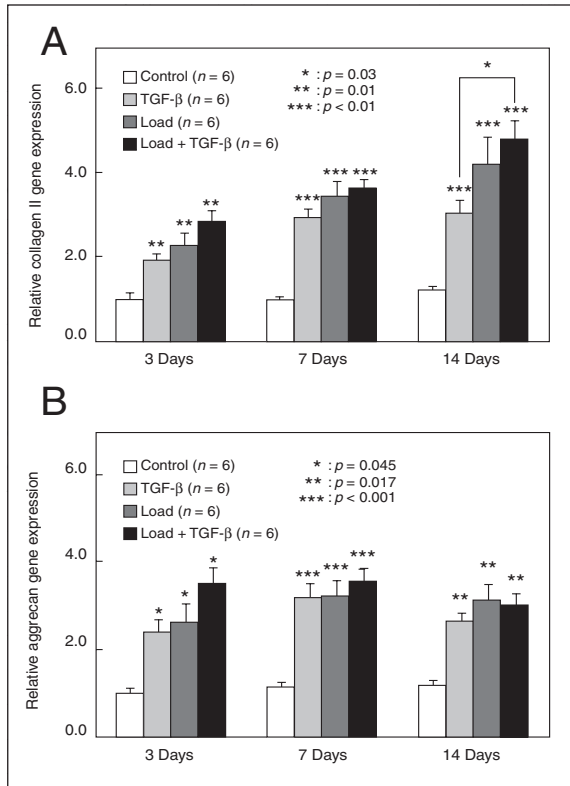 A
Relative collagen II gene expression
6.0
4.0
2.0
0.0
Control (n = 6)
TGF-β (n = 6)
Load (n = 6)
Load + TGF-β (n = 6)
* : p = 0.03
** : p = 0.01
*** : p < 0.01
** ** **
*** *** ***
*
*** *** ***
3 Days 7 Days 14 Days
B
Relative aggrecan gene expression
6.0
4.0
2.0
0.0
Control (n = 6)
TGF-β (n = 6)
Load (n = 6)
Load + TGF-β (n = 6)
* : p = 0.045
** : p = 0.017
*** : p < 0.001
* * *
*** *** ***
** ** **
3 Days 7 Days 14 Days